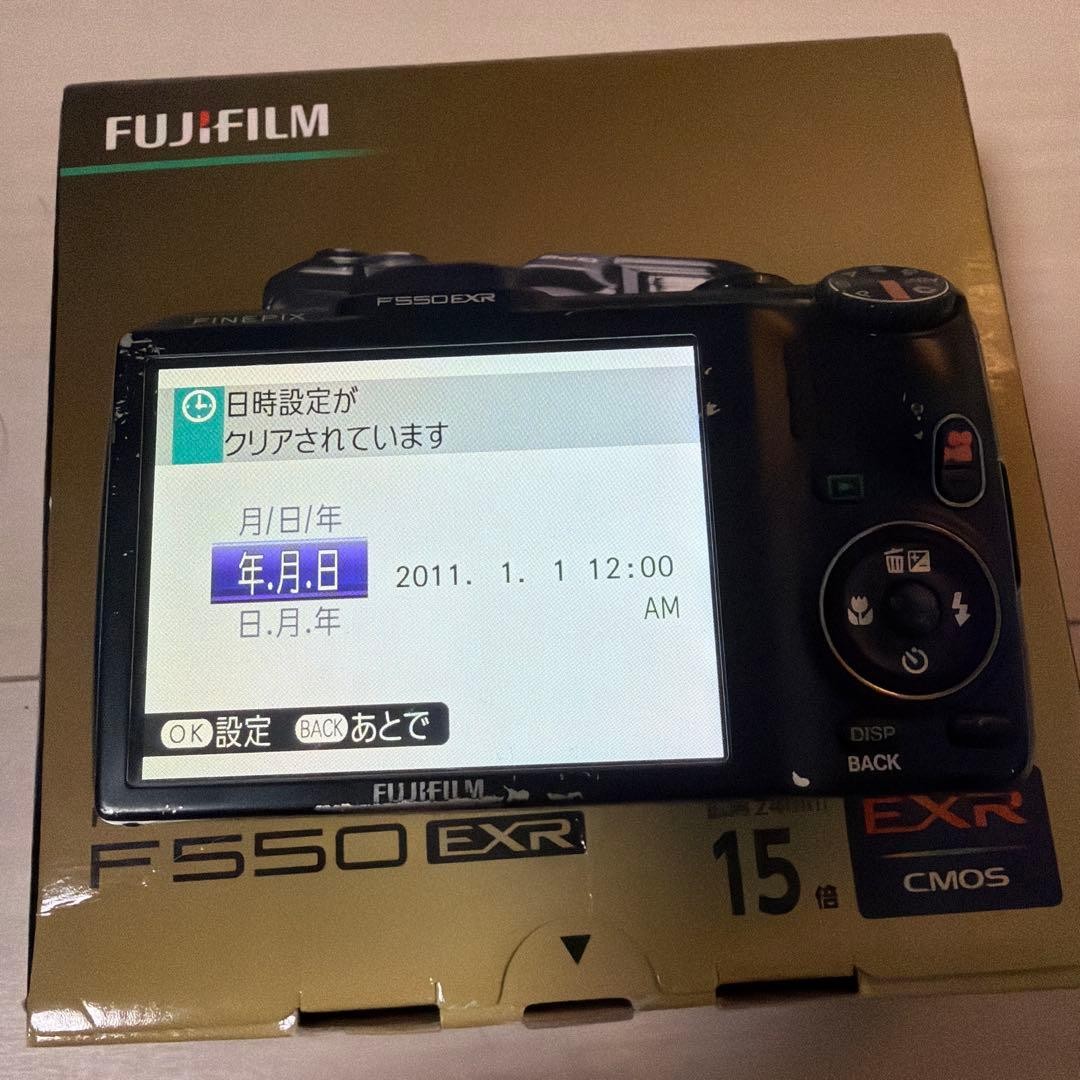 FUJIFILM
F550EXR
FINEPIX
日時設定が
クリアされています
月/日/年
年.月.日 2011. 1. 1 12:00
日.月.年 AM
OK 設定 BACK あとで
DISP
BACK
FUJIFILM
F550 EXR
15倍
EXR
CMOS